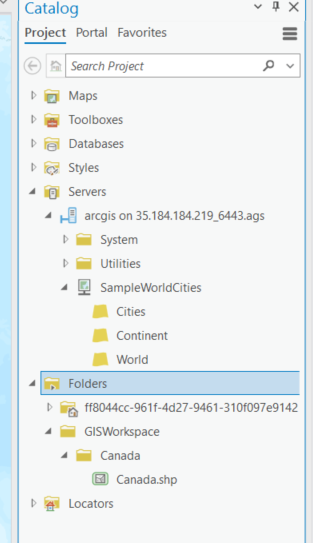 Catalog
Project Portal Favorites
Search Project
Maps
Toolboxes
Databases
Styles
Servers
arcgis on 35.184.184.219_6443.ags
System
Utilities
SampleWorldCities
Cities
Continent
World
Folders
ff8044cc-961f-4d27-9461-310f097e9142
GISWorkspace
Canada
Canada.shp
Locators